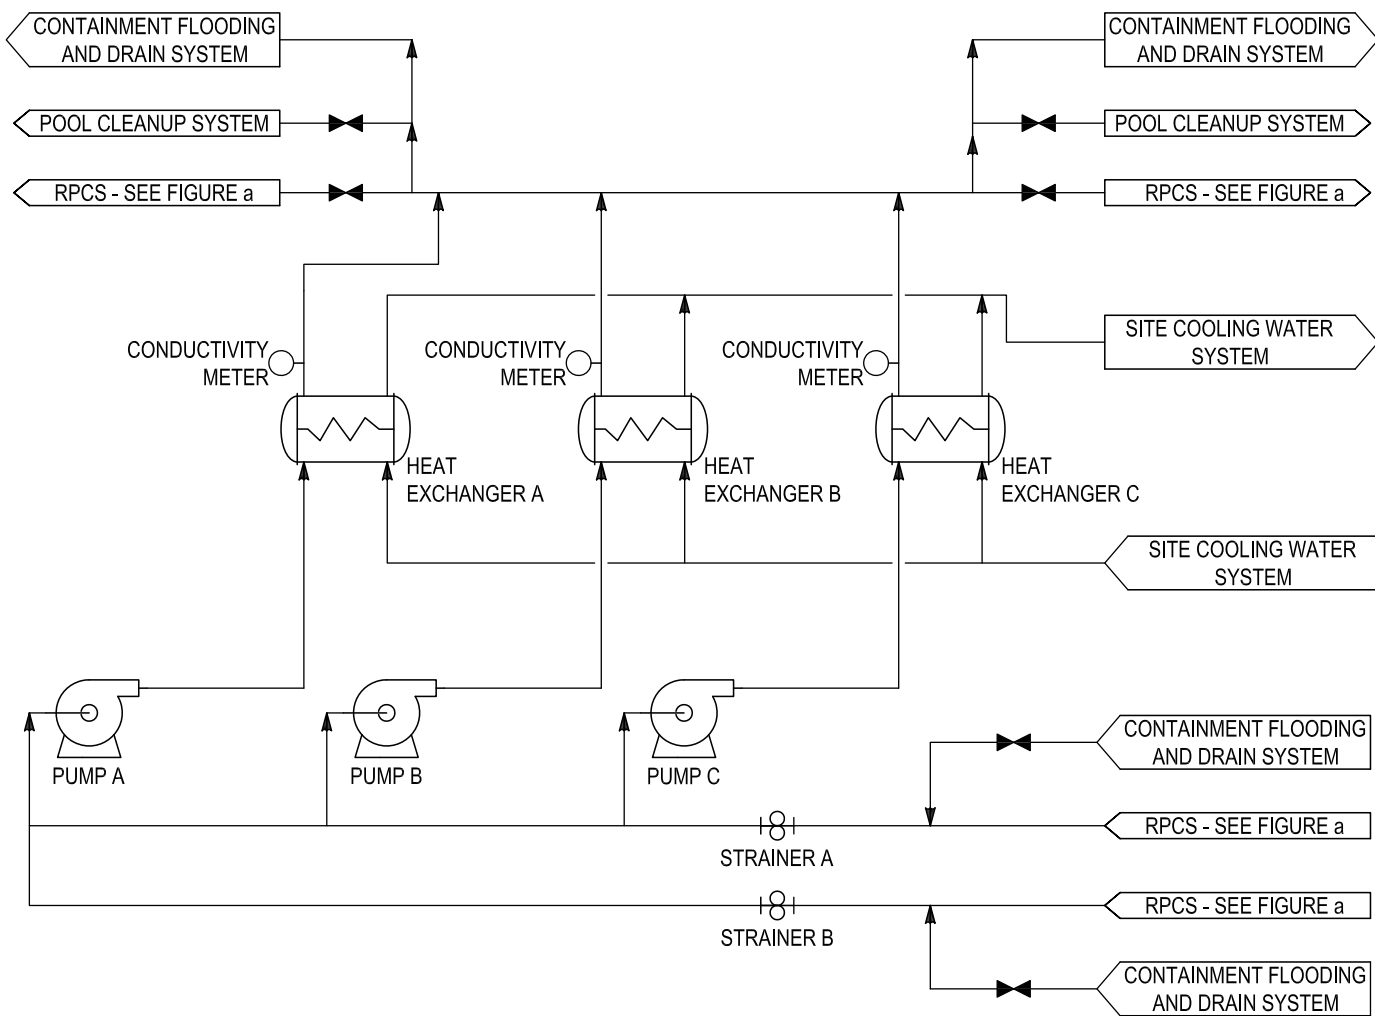 CONTAINMENT FLOODING
AND DRAIN SYSTEM
CONTAINMENT FLOODING
AND DRAIN SYSTEM
POOL CLEANUP SYSTEM
POOL CLEANUP SYSTEM
RPCS - SEE FIGURE a
RPCS - SEE FIGURE a
SITE COOLING WATER
SYSTEM
CONDUCTIVITY
METER
CONDUCTIVITY
METER
CONDUCTIVITY
METER
HEAT
EXCHANGER A
HEAT
EXCHANGER B
HEAT
EXCHANGER C
SITE COOLING WATER
SYSTEM
PUMP A
PUMP B
PUMP C
CONTAINMENT FLOODING
AND DRAIN SYSTEM
RPCS - SEE FIGURE a
STRAINER A
RPCS - SEE FIGURE a
STRAINER B
CONTAINMENT FLOODING
AND DRAIN SYSTEM